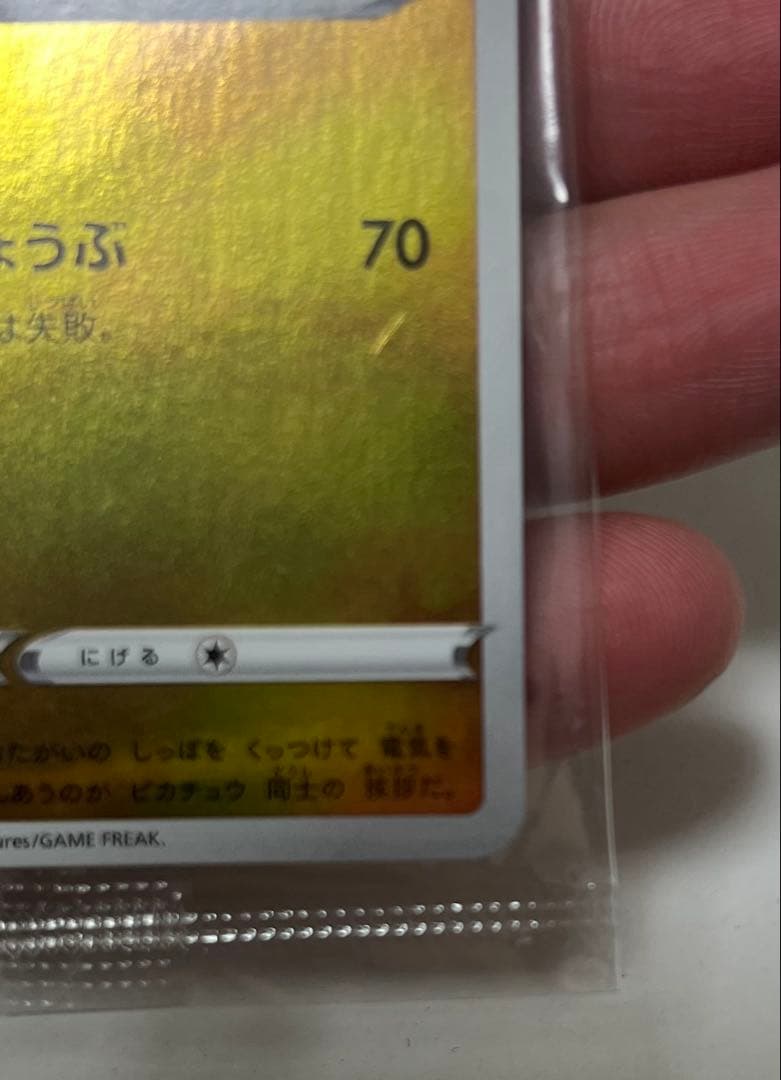 ょうぶ 70
は失敗。
にげる
たがいの しっぽを くっつけて 電気を
あうのが ピカチュウ 同士の 挨拶だ。
ures/GAME FREAK.